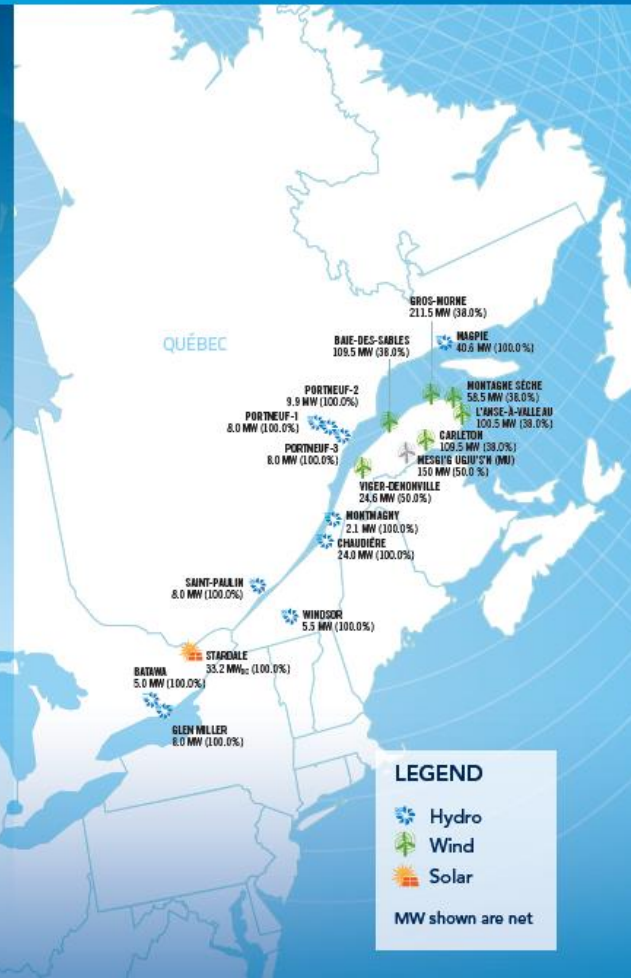 GROS-MORNE
211.5 MW (38.0%)
BAIE-DES-SABLES
109.5 MW (38.0%)
MAGPIE
40.6 MW (100.0%)
QUÉBEC
MONTAGNE SÈCHE
58.5 MW (38.0%)
PORTNEUF-2
9.9 MW (100.0%)
L'ANSE-À-VALLEAU
100.5 MW (38.0%)
PORTNEUF-1
8.0 MW (100.0%)
CARLETON
109.5 MW (38.0%)
PORTNEUF-3
8.0 MW (100.0%)
MESGI'G UGJU'S'N (MU)
150 MW (50.0 %)
VIGER-DENONVILLE
24.6 MW (50.0%)
MONTMAGNY
2.1 MW (100.0%)
CHAUDIÈRE
24.0 MW (100.0%)
SAINT-PAULIN
8.0 MW (100.0%)
WINDSOR
5.5 MW (100.0%)
STARDALE
33.2 MWDC (100.0%)
BATAWA
5.0 MW (100.0%)
GLEN MILLER
8.0 MW (100.0%)
LEGEND
Hydro
Wind
Solar
MW shown are net